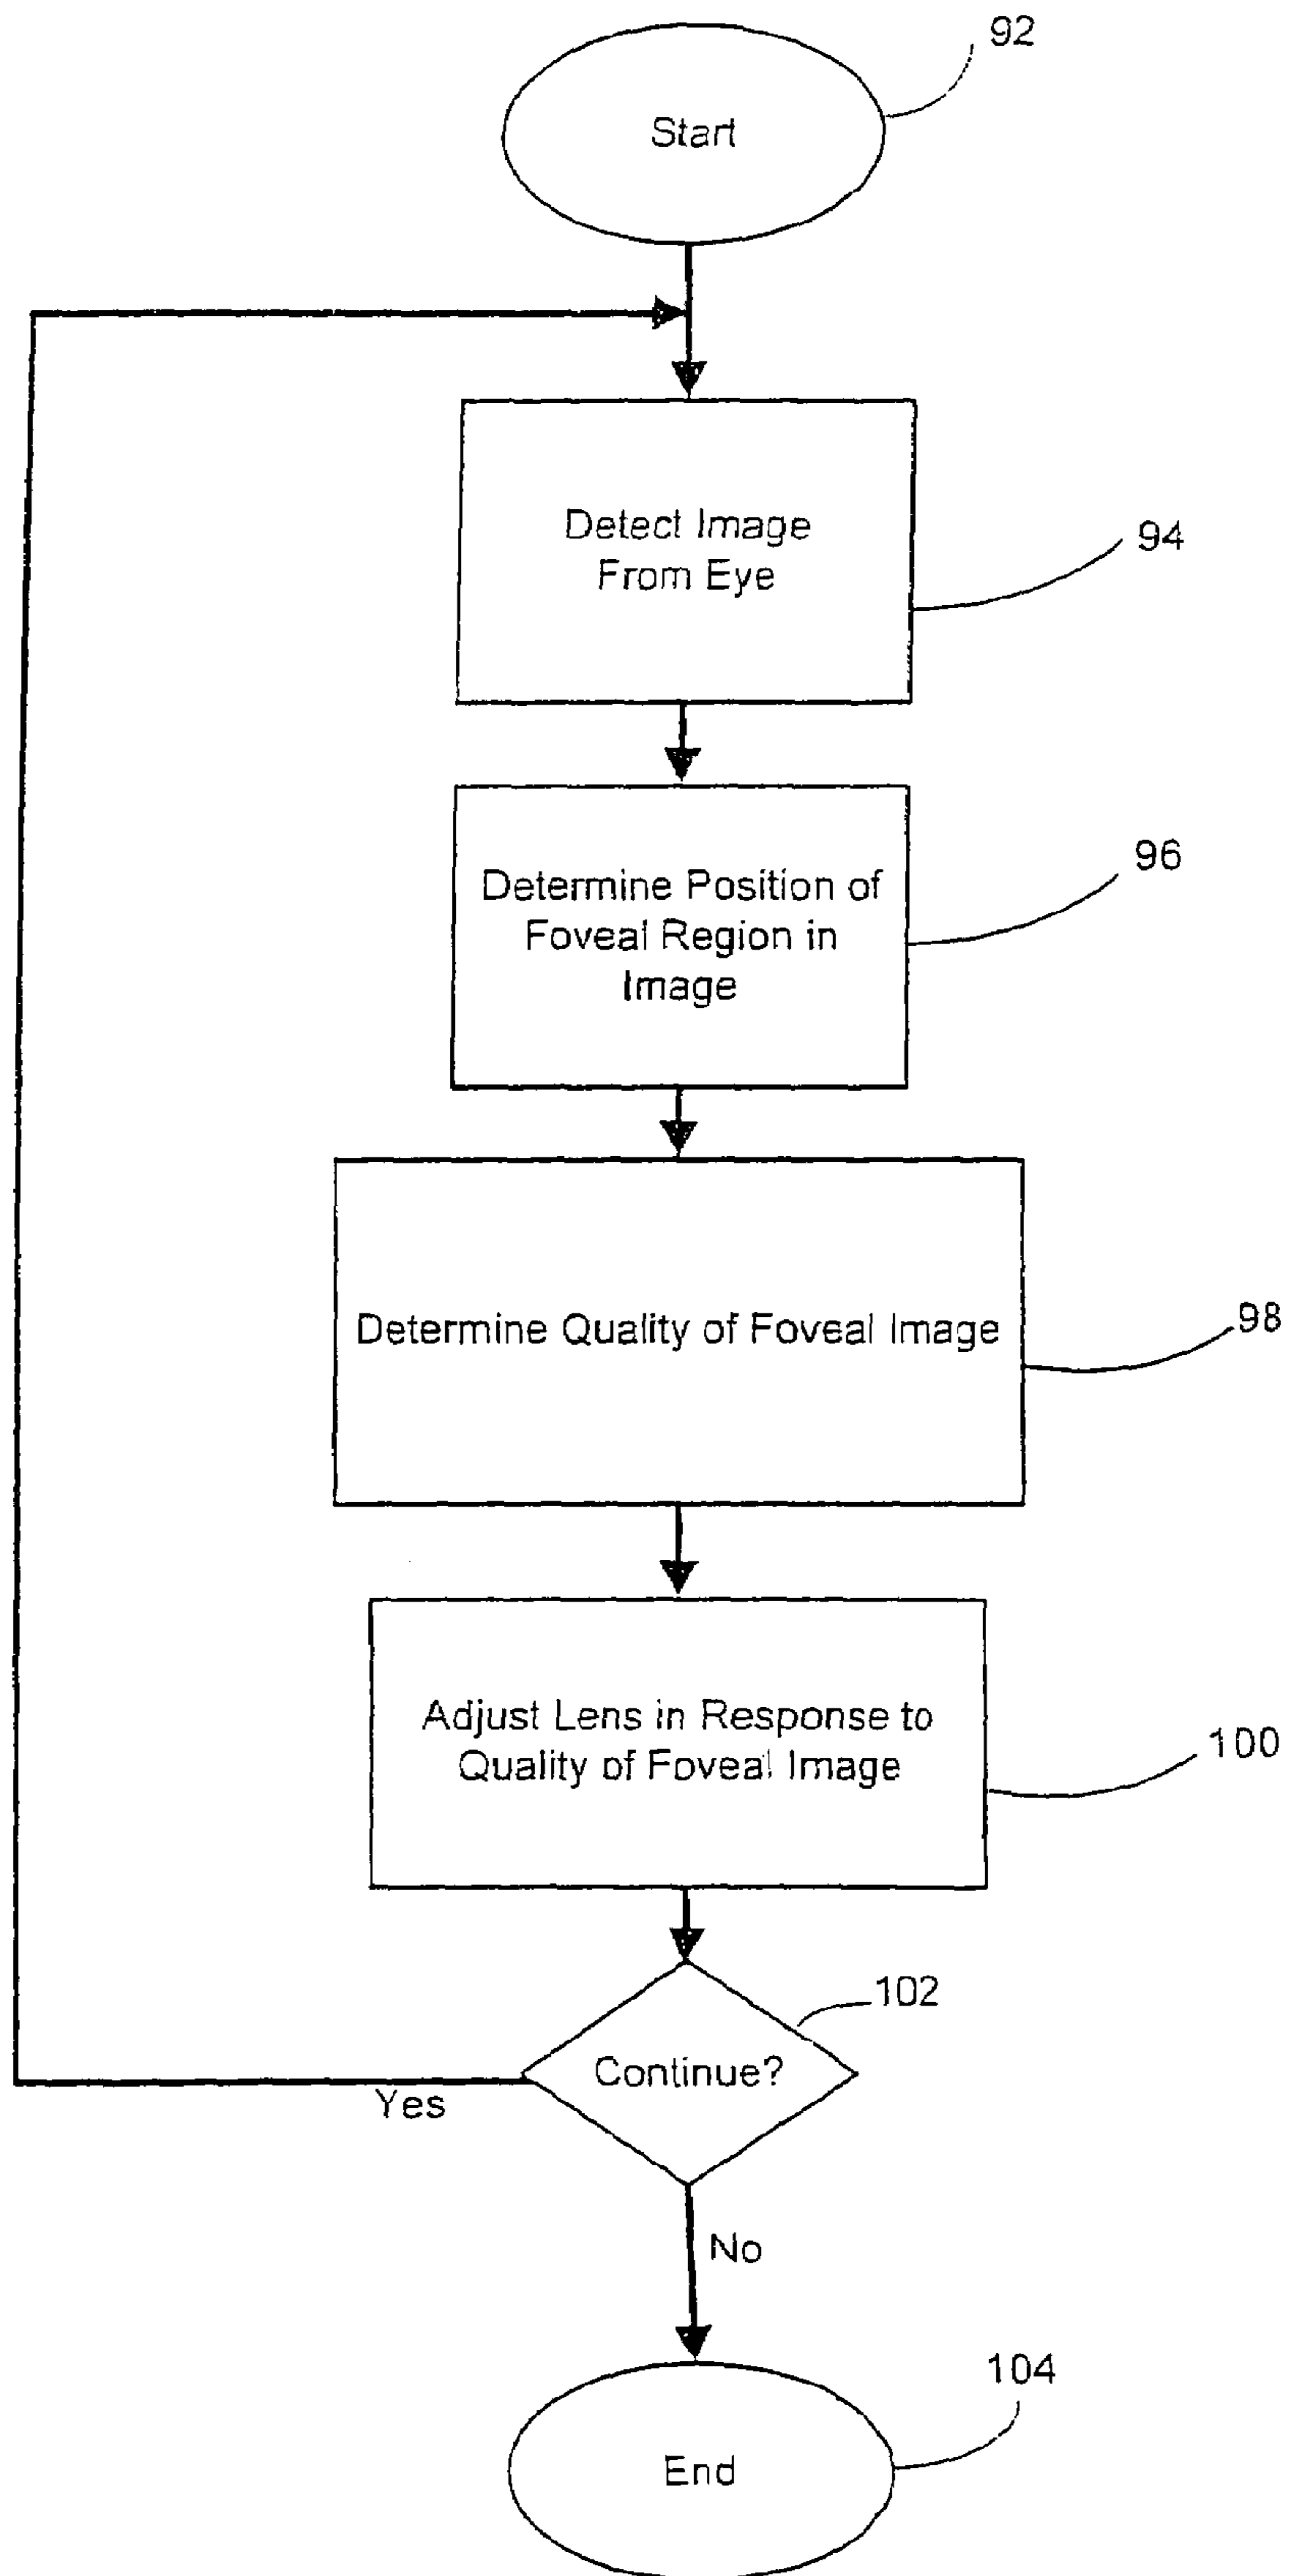 92
Start
Detect Image
From Eye
94
Determine Position of
Foveal Region in
Image
96
Determine Quality of Foveal Image
98
Adjust Lens in Response to
Quality of Foveal Image
100
102
Continue?
Yes
No
104
End